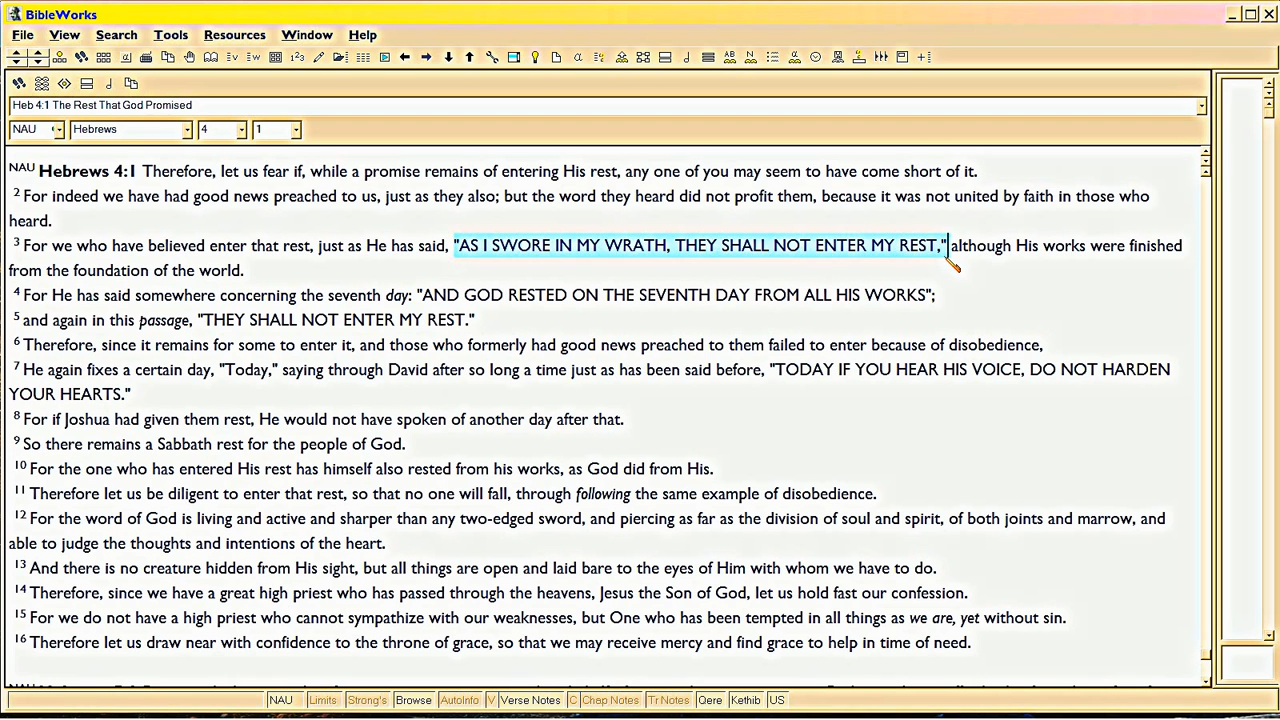 BibleWorks
File View Search Tools Resources Window Help
Heb 4:1 The Rest That God Promised
NAU Hebrews 4 1
NAU Hebrews 4:1 Therefore, let us fear if, while a promise remains of entering His rest, any one of you may seem to have come short of it.
2 For indeed we have had good news preached to us, just as they also; but the word they heard did not profit them, because it was not united by faith in those who
heard.
3 For we who have believed enter that rest, just as He has said, "AS I SWORE IN MY WRATH, THEY SHALL NOT ENTER MY REST," although His works were finished
from the foundation of the world.
4 For He has said somewhere concerning the seventh day: "AND GOD RESTED ON THE SEVENTH DAY FROM ALL HIS WORKS";
5 and again in this passage, "THEY SHALL NOT ENTER MY REST."
6 Therefore, since it remains for some to enter it, and those who formerly had good news preached to them failed to enter because of disobedience,
7 He again fixes a certain day, "Today," saying through David after so long a time just as has been said before, "TODAY IF YOU HEAR HIS VOICE, DO NOT HARDEN
YOUR HEARTS."
8 For if Joshua had given them rest, He would not have spoken of another day after that.
9 So there remains a Sabbath rest for the people of God.
10 For the one who has entered His rest has himself also rested from his works, as God did from His.
11 Therefore let us be diligent to enter that rest, so that no one will fall, through following the same example of disobedience.
12 For the word of God is living and active and sharper than any two-edged sword, and piercing as far as the division of soul and spirit, of both joints and marrow, and
able to judge the thoughts and intentions of the heart.
13 And there is no creature hidden from His sight, but all things are open and laid bare to the eyes of Him with whom we have to do.
14 Therefore, since we have a great high priest who has passed through the heavens, Jesus the Son of God, let us hold fast our confession.
15 For we do not have a high priest who cannot sympathize with our weaknesses, but One who has been tempted in all things as we are, yet without sin.
16 Therefore let us draw near with confidence to the throne of grace, so that we may receive mercy and find grace to help in time of need.
NAU Limits Strong's Browse AutoInfo V Verse Notes C Chap Notes Tr Notes Qere Kethib US